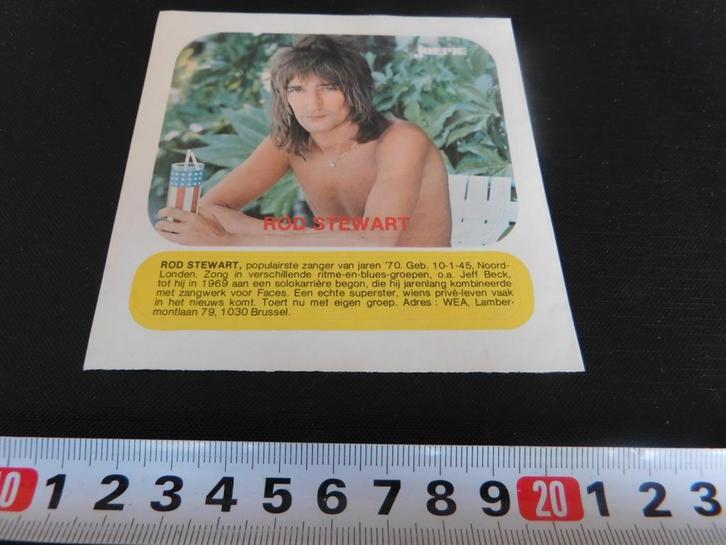 JOEPIE
ROD STEWART
ROD STEWART, populairste zanger van jaren '70. Geb. 10-1-45, Noord-
Londen. Zong in verschillende ritme-en-blues-groepen, o.a. Jeff Beck,
tot hij in 1969 aan een solokarrière begon, die hij jarenlang kombineerde
met zangwerk voor Faces. Een echte superster, wiens privé-leven vaak
in het nieuws komt. Toert nu met eigen groep. Adres : WEA, Lamber-
montlaan 79, 1030 Brussel.
10 1 2 3 4 5 6 7 8 9 20 1 2 3